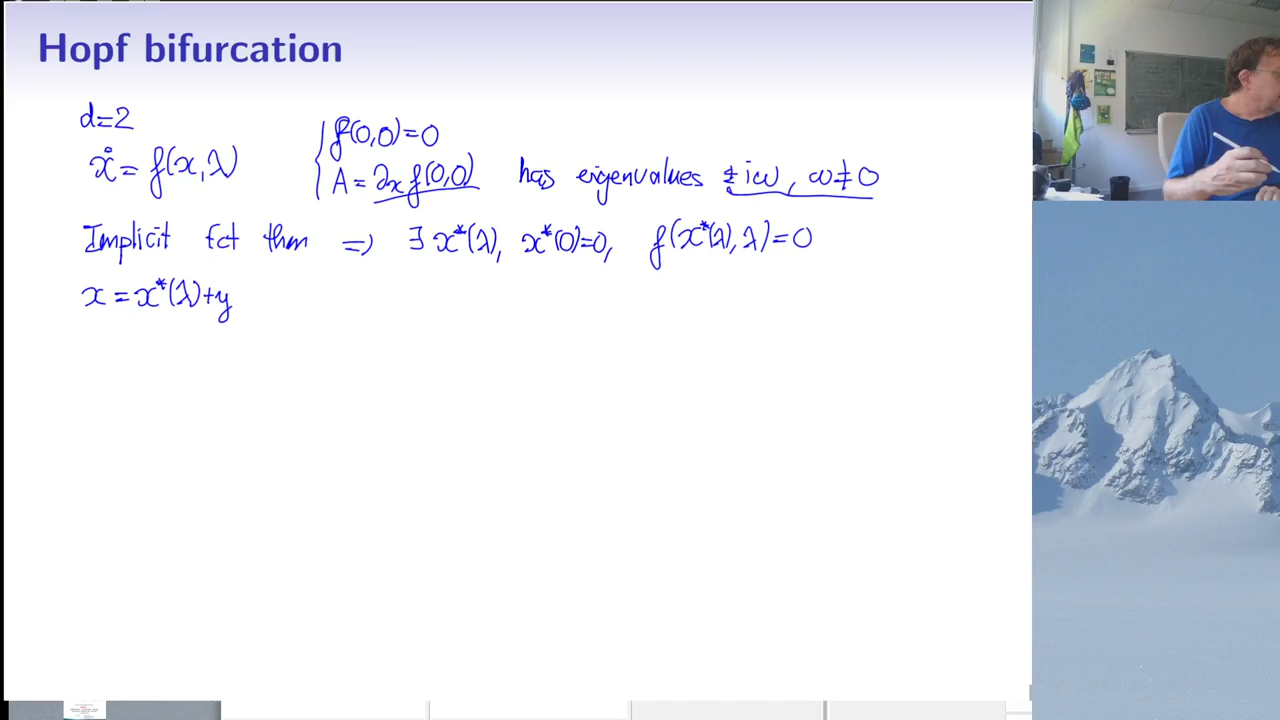 Hopf bifurcation
d=2
f(0,0)=0
ẋ = f(x,λ)
A = ∂x f(0,0) has eigenvalues ±iω, ω≠0
Implicit fct thm ⇒ ∃ x*(λ), x*(0)=0, f(x*(λ),λ)=0
x = x*(λ)+y